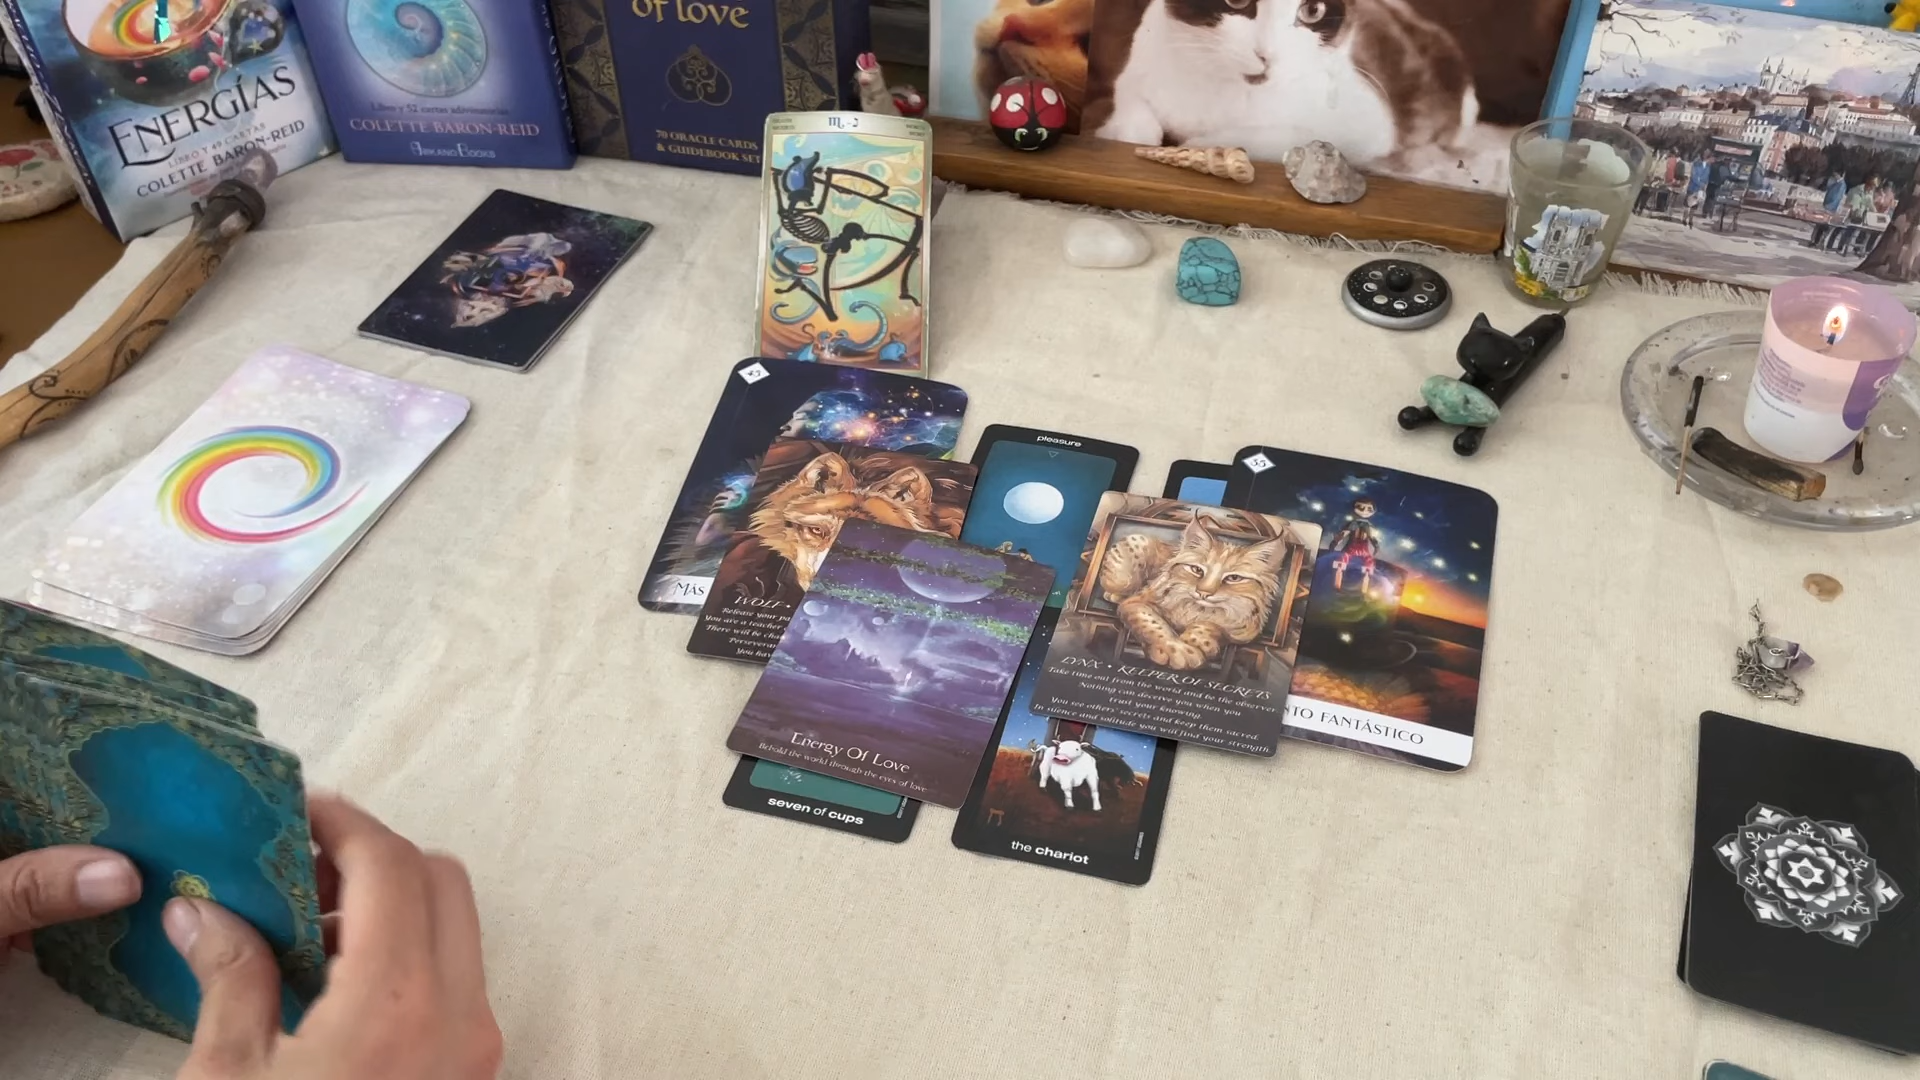 of love
70 ORACLE CARDS
& GUIDEBOOK SET
ENERGÍAS
LIBRO Y 49 CARTAS
COLETTE BARON-REID
Libro y 52 cartas adivinatorias
COLETTE BARON-REID
ARKANO BOOKS
pleasure
MÁS
WOLF •
Release your pa
You are a teacher
There will be cha
Perseveran
You hav
Energy Of Love
Behold the world through the eyes of love
seven of cups
the chariot
LYNX • KEEPER OF SECRETS
Take time out from the world and be the observer
Nothing can deceive you when you
trust your knowing.
You see others' secrets and keep them sacred.
In silence and solitude you will find your strength.
35
NTO FANTÁSTICO